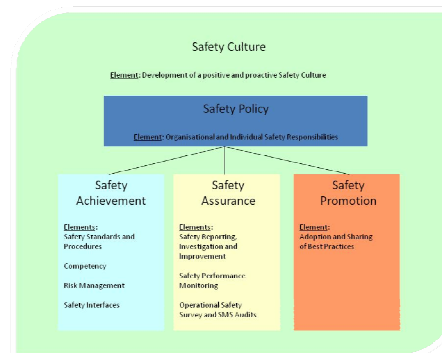 Safety Culture
Element: Development of a positive and proactive Safety Culture
Safety Policy
Element: Organisational and Individual Safety Responsibilities
Safety
Achievement
Elements:
Safety Standards and
Procedures
Competency
Risk Management
Safety Interfaces
Safety
Assurance
Elements:
Safety Reporting,
Investigation and
Improvement
Safety Performance
Monitoring
Operational Safety
Survey and SMS Audits
Safety
Promotion
Element:
Adoption and Sharing
of Best Practices